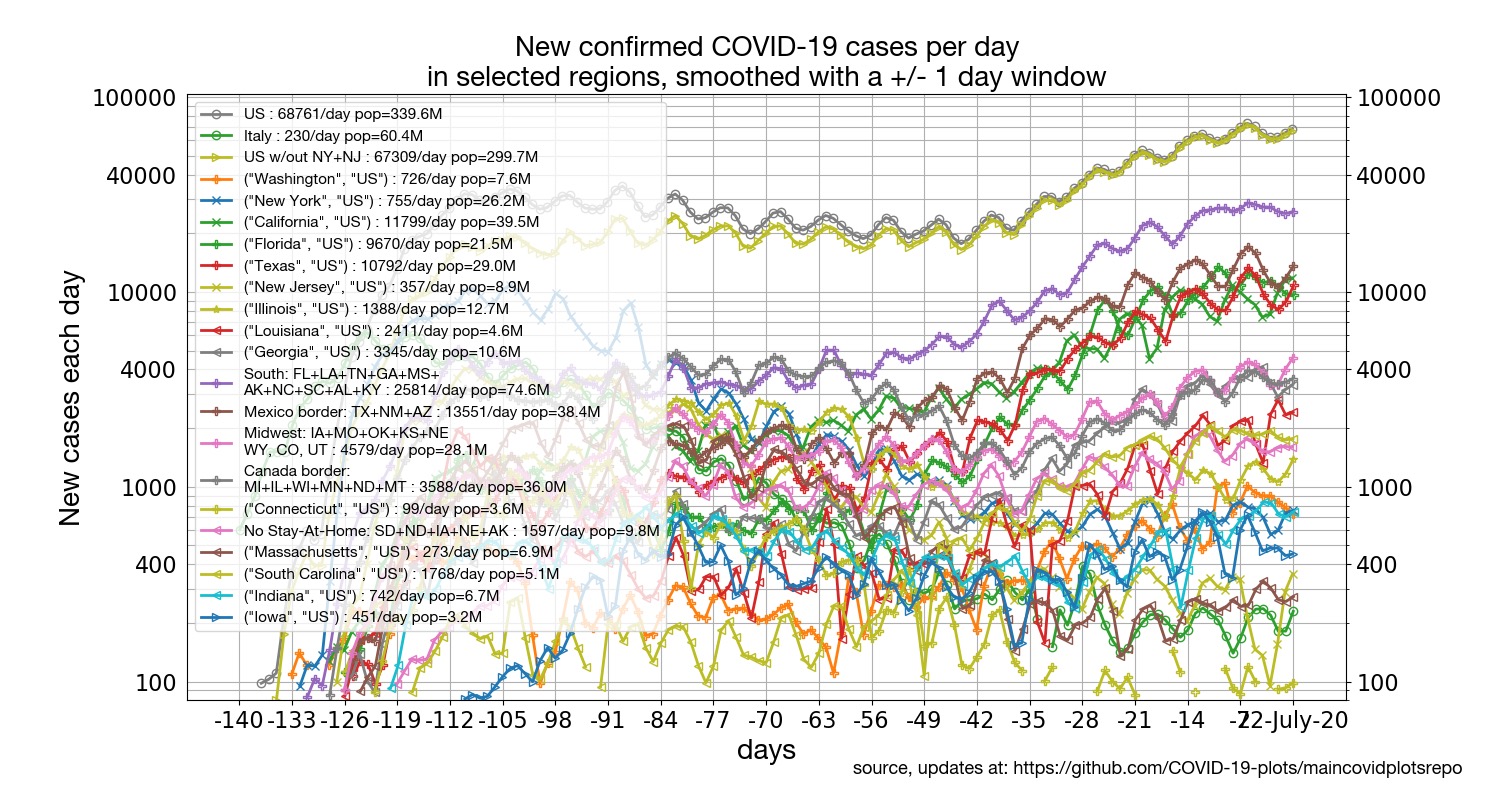 New confirmed COVID-19 cases per day
in selected regions, smoothed with a +/- 1 day window
100000
40000
10000
4000
1000
400
100
New cases each day
US : 68761/day pop=339.6M
Italy : 230/day pop=60.4M
US w/out NY+NJ : 67309/day pop=299.7M
("Washington", "US") : 726/day pop=7.6M
("New York", "US") : 755/day pop=26.2M
("California", "US") : 11799/day pop=39.5M
("Florida", "US") : 9670/day pop=21.5M
("Texas", "US") : 10792/day pop=29.0M
("New Jersey", "US") : 357/day pop=8.9M
("Illinois", "US") : 1388/day pop=12.7M
("Louisiana", "US") : 2411/day pop=4.6M
("Georgia", "US") : 3345/day pop=10.6M
South: FL+LA+TN+GA+MS+
AK+NC+SC+AL+KY : 25814/day pop=74.6M
Mexico border: TX+NM+AZ : 13551/day pop=38.4M
Midwest: IA+MO+OK+KS+NE
WY, CO, UT : 4579/day pop=28.1M
Canada border:
MI+IL+WI+MN+ND+MT : 3588/day pop=36.0M
("Connecticut", "US") : 99/day pop=3.6M
No Stay-At-Home: SD+ND+IA+NE+AK : 1597/day pop=9.8M
("Massachusetts", "US") : 273/day pop=6.9M
("South Carolina", "US") : 1768/day pop=5.1M
("Indiana", "US") : 742/day pop=6.7M
("Iowa", "US") : 451/day pop=3.2M
100000
40000
10000
4000
1000
400
100
-140 -133 -126 -119 -112 -105 -98 -91 -84 -77 -70 -63 -56 -49 -42 -35 -28 -21 -14 -7 22-July-20
days
source, updates at: https://github.com/COVID-19-plots/maincovidplotsrepo